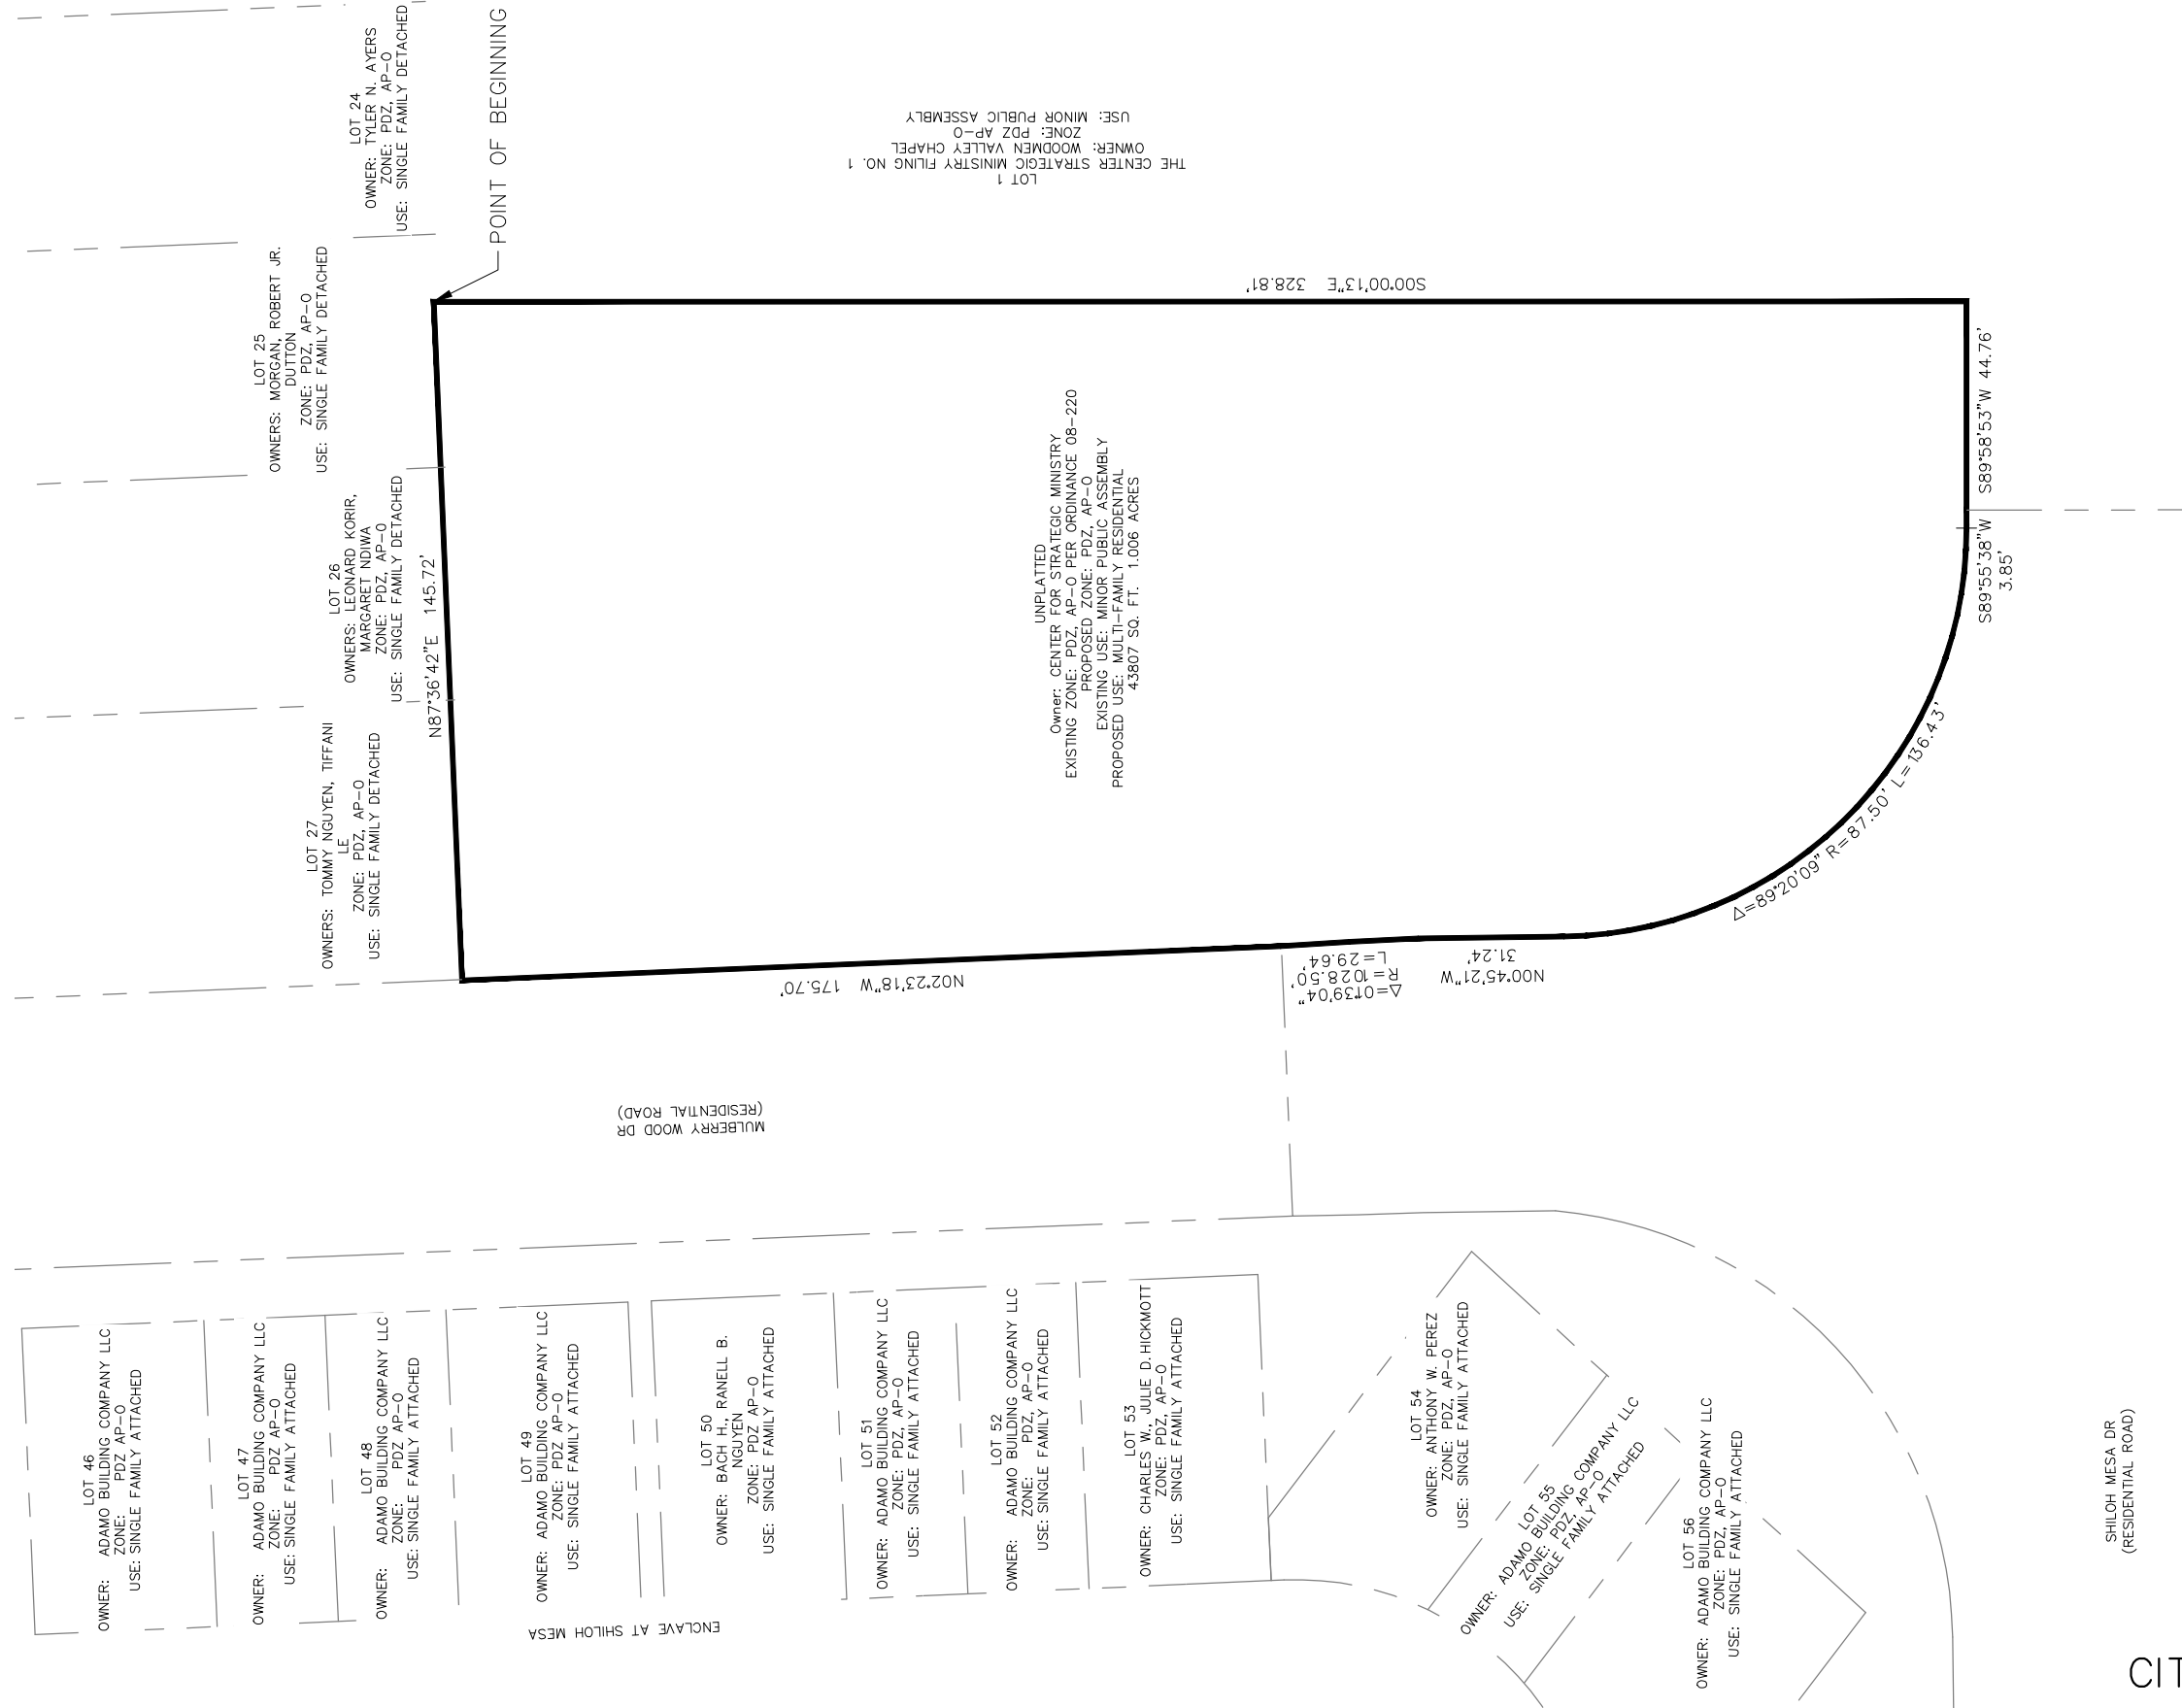 LOT 24
OWNER: TYLER N. AYERS
ZONE: PDZ, AP-O
USE: SINGLE FAMILY DETACHED
POINT OF BEGINNING
LOT 25
OWNERS: MORGAN, ROBERT JR.
DUTTON
ZONE: PDZ, AP-O
USE: SINGLE FAMILY DETACHED
LOT 26
OWNERS: LEONARD KORIR,
MARGARET NDIWA
ZONE: PDZ, AP-O
USE: SINGLE FAMILY DETACHED
LOT 27
OWNERS: TOMMY NGUYEN, TIFFANI
LE
ZONE: PDZ, AP-O
USE: SINGLE FAMILY DETACHED
N87°36'42"E 145.72'
LOT 1
THE CENTER STRATEGIC MINISTRY FILING NO. 1
OWNER: WOODMEN VALLEY CHAPEL
ZONE: PDZ AP-O
USE: MINOR PUBLIC ASSEMBLY
S00°00'13"E 328.81'
UNPLATTED
Owner: CENTER FOR STRATEGIC MINISTRY
EXISTING ZONE: PDZ, AP-O PER ORDINANCE 08-220
PROPOSED ZONE: PDZ, AP-O
EXISTING USE: MINOR PUBLIC ASSEMBLY
PROPOSED USE: MULTI-FAMILY RESIDENTIAL
43807 SQ. FT. 1.006 ACRES
S89°58'53"W 44.76'
S89°55'38"W
3.85'
Δ=89°20'09" R=87.50' L=136.43'
N00°45'21"W
31.24'
Δ=01°39'04"
R=1028.50'
L=29.64'
N02°23'18"W 175.70'
MULBERRY WOOD DR
(RESIDENTIAL ROAD)
LOT 46
OWNER: ADAMO BUILDING COMPANY LLC
ZONE: PDZ AP-O
USE: SINGLE FAMILY ATTACHED
LOT 47
OWNER: ADAMO BUILDING COMPANY LLC
ZONE: PDZ AP-O
USE: SINGLE FAMILY ATTACHED
LOT 48
OWNER: ADAMO BUILDING COMPANY LLC
ZONE: PDZ AP-O
USE: SINGLE FAMILY ATTACHED
LOT 49
OWNER: ADAMO BUILDING COMPANY LLC
ZONE: PDZ AP-O
USE: SINGLE FAMILY ATTACHED
LOT 50
OWNER: BACH H., RANELL B.
NGUYEN
ZONE: PDZ AP-O
USE: SINGLE FAMILY ATTACHED
LOT 51
OWNER: ADAMO BUILDING COMPANY LLC
ZONE: PDZ, AP-O
USE: SINGLE FAMILY ATTACHED
LOT 52
OWNER: ADAMO BUILDING COMPANY LLC
ZONE: PDZ, AP-O
USE: SINGLE FAMILY ATTACHED
LOT 53
OWNER: CHARLES W., JULIE D. HICKMOTT
ZONE: PDZ, AP-O
USE: SINGLE FAMILY ATTACHED
LOT 54
OWNER: ANTHONY W. PEREZ
ZONE: PDZ, AP-O
USE: SINGLE FAMILY ATTACHED
LOT 55
OWNER: ADAMO BUILDING COMPANY LLC
ZONE: PDZ, AP-O
USE: SINGLE FAMILY ATTACHED
LOT 56
OWNER: ADAMO BUILDING COMPANY LLC
ZONE: PDZ, AP-O
USE: SINGLE FAMILY ATTACHED
ENCLAVE AT SHILOH MESA
SHILOH MESA DR
(RESIDENTIAL ROAD)
CIT